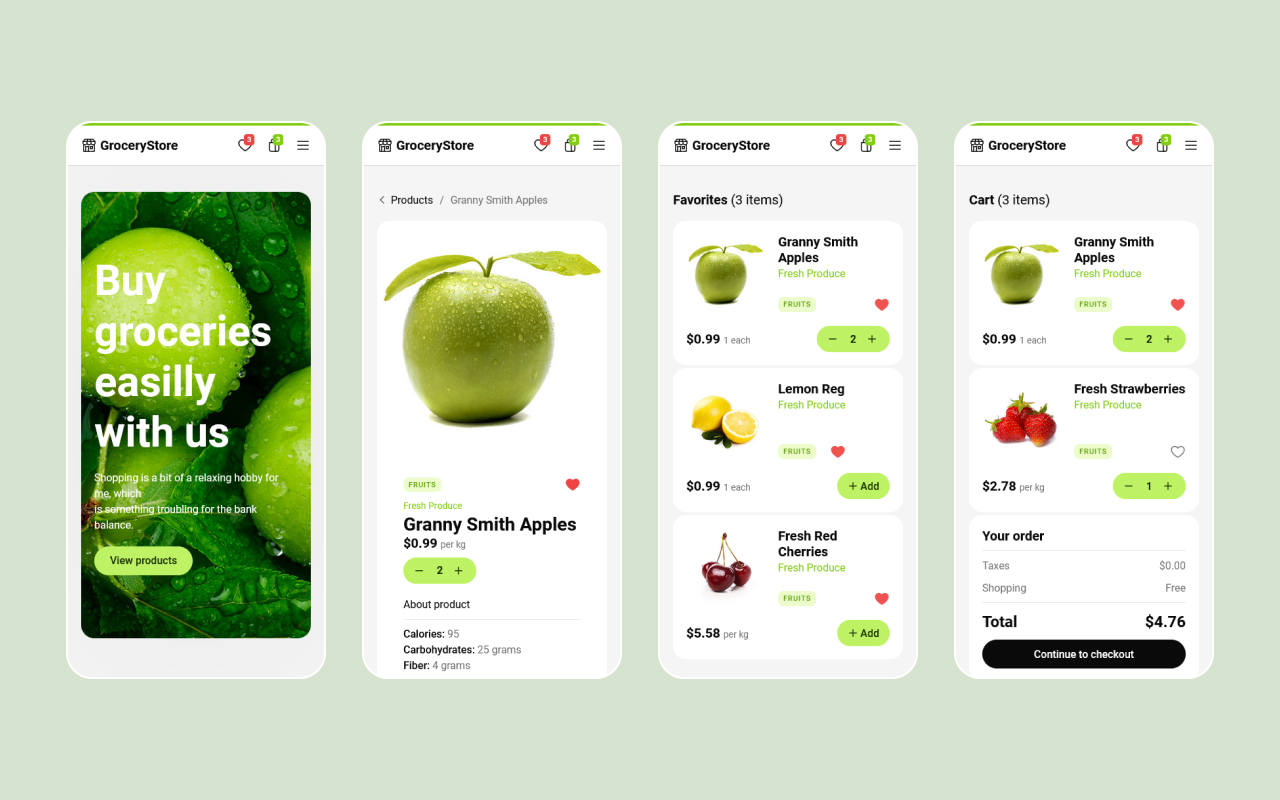 GroceryStore
3
3
Buy
groceries
easilly
with us
Shopping is a bit of a relaxing hobby for
me, which
is something troubling for the bank
balance.
View products
GroceryStore
3
3
Products / Granny Smith Apples
FRUITS
Fresh Produce
Granny Smith Apples
$0.99 per kg
− 2 +
About product
Calories: 95
Carbohydrates: 25 grams
Fiber: 4 grams
GroceryStore
3
3
Favorites (3 items)
Granny Smith
Apples
Fresh Produce
FRUITS
$0.99 1 each
− 2 +
Lemon Reg
Fresh Produce
FRUITS
$0.99 1 each
+ Add
Fresh Red
Cherries
Fresh Produce
FRUITS
$5.58 per kg
+ Add
GroceryStore
3
3
Cart (3 items)
Granny Smith
Apples
Fresh Produce
FRUITS
$0.99 1 each
− 2 +
Fresh Strawberries
Fresh Produce
FRUITS
$2.78 per kg
− 1 +
Your order
Taxes $0.00
Shopping Free
Total $4.76
Continue to checkout